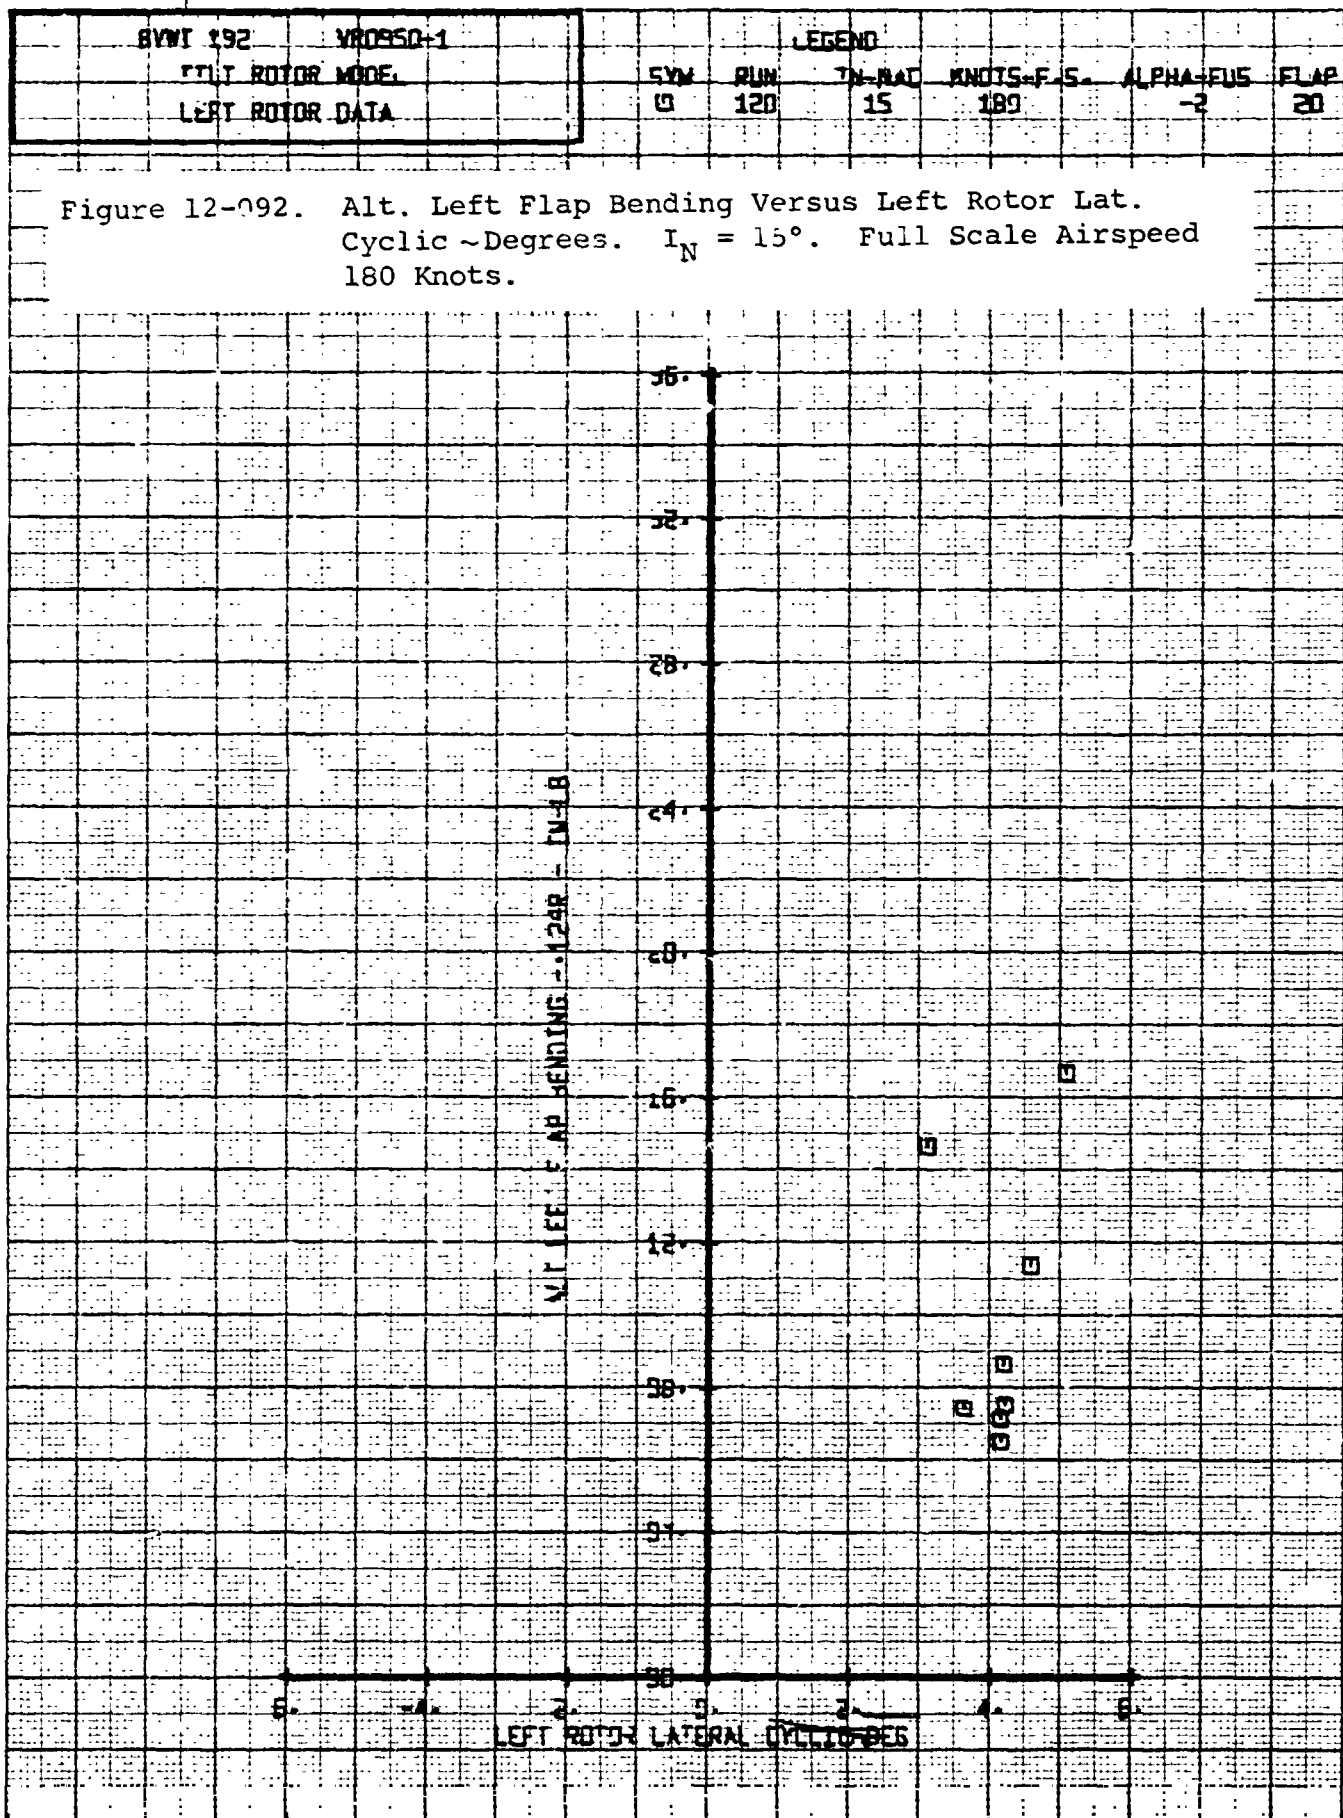 BVWT 192 VR095D-1
TILT ROTOR MODEL
LEFT ROTOR DATA
LEGEND
SYM RUN IN-NAC KNOTS-F.S. ALPHA-FUS FLAP
120 15 180 -2 20
Figure 12-092. Alt. Left Flap Bending Versus Left Rotor Lat.
Cyclic ~Degrees. I_N = 15°. Full Scale Airspeed
180 Knots.
36.
32.
28.
24.
20.
16.
12.
08.
04.
00
ALT LEFT FLAP BENDING -.124R - IN-LB
6. -4. 2. 2. 4. 6.
LEFT ROTOR LATERAL CYCLIC-DEG